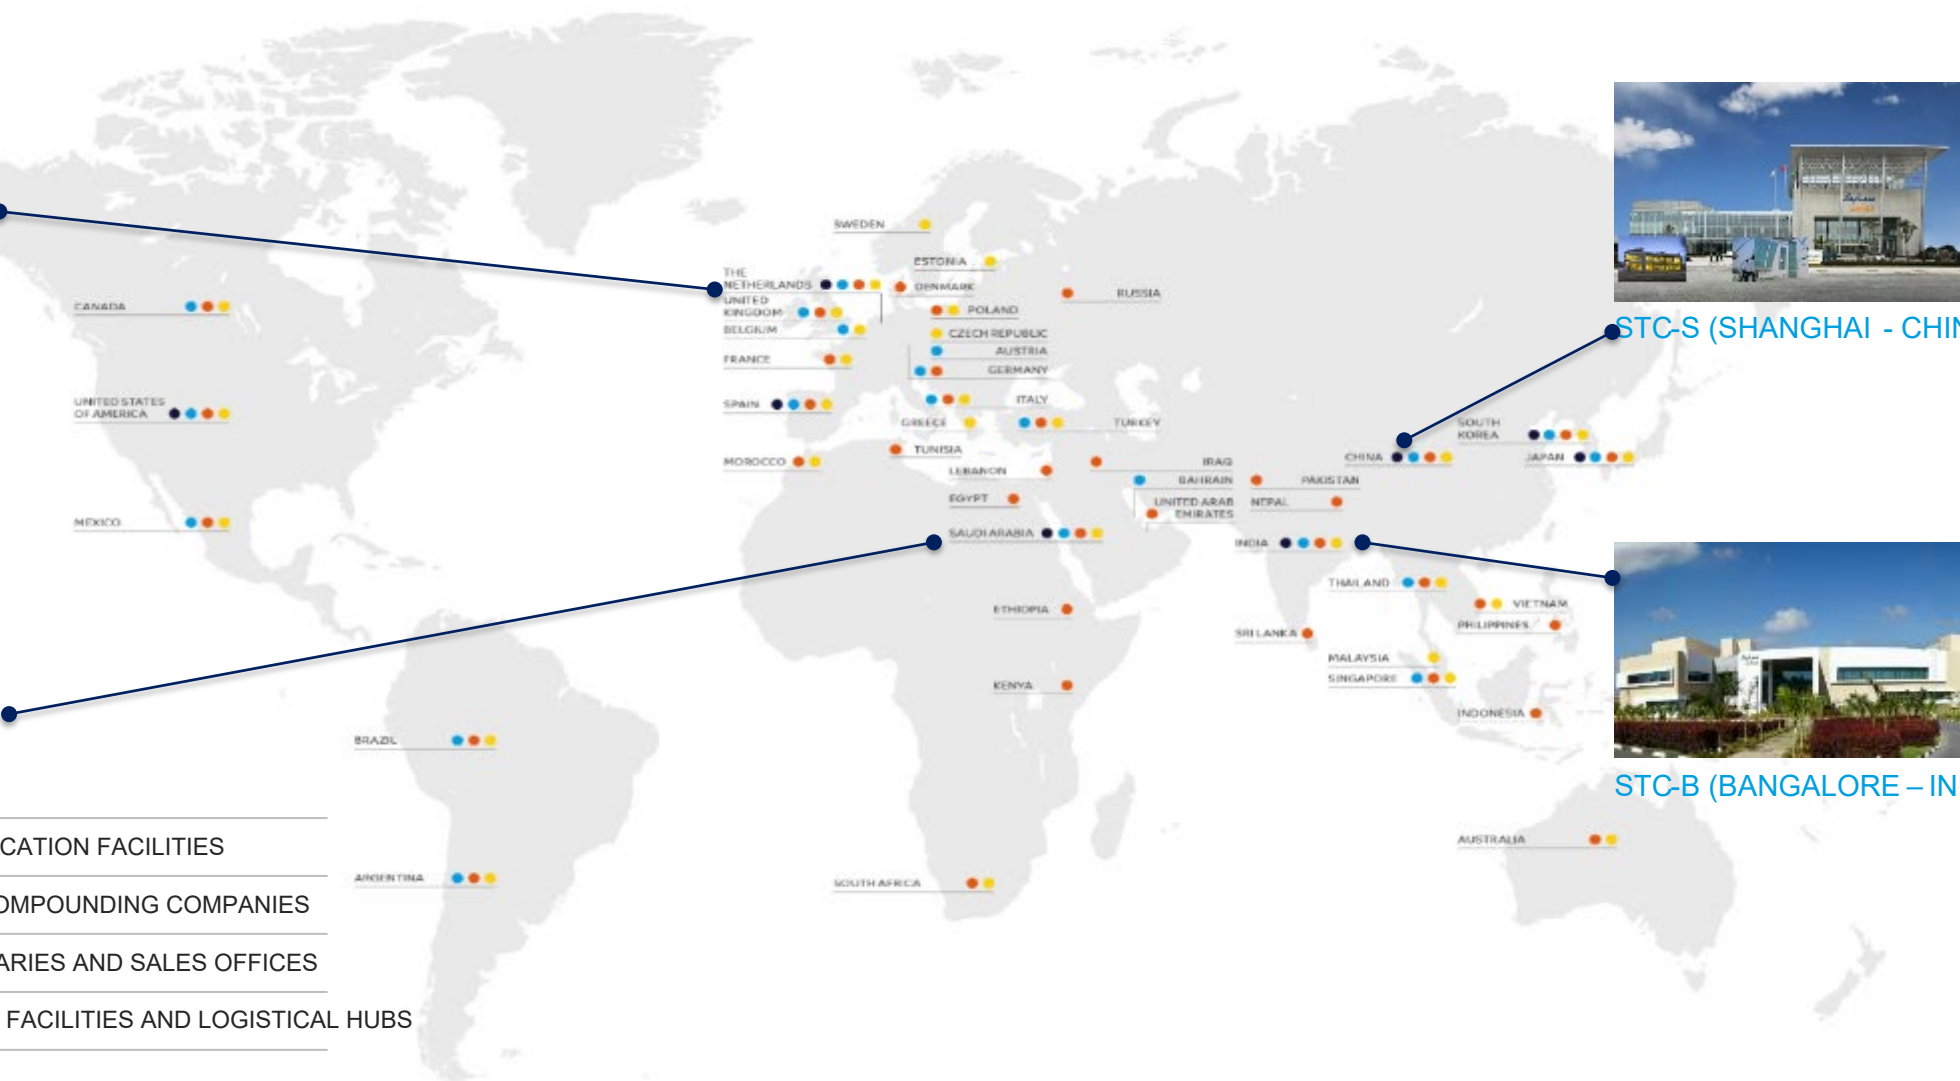 SWEDEN
ESTONIA
THE
NETHERLANDS
DENMARK
RUSSIA
UNITED
KINGDOM
POLAND
BELGIUM
CZECH REPUBLIC
AUSTRIA
FRANCE
GERMANY
SPAIN
ITALY
GREECE
TURKEY
MOROCCO
TUNISIA
LEBANON
IRAQ
BAHRAIN
PAKISTAN
EGYPT
UNITED ARAB
EMIRATES
NEPAL
SAUDI ARABIA
INDIA
CANADA
UNITED STATES
OF AMERICA
MEXICO
SOUTH
KOREA
CHINA
JAPAN
THAILAND
VIETNAM
PHILIPPINES
SRI LANKA
MALAYSIA
SINGAPORE
INDONESIA
ETHIOPIA
KENYA
BRAZIL
ARGENTINA
SOUTH AFRICA
AUSTRALIA
STC-S (SHANGHAI - CHIN
STC-B (BANGALORE – IN
CATION FACILITIES
OMPOUNDING COMPANIES
ARIES AND SALES OFFICES
FACILITIES AND LOGISTICAL HUBS